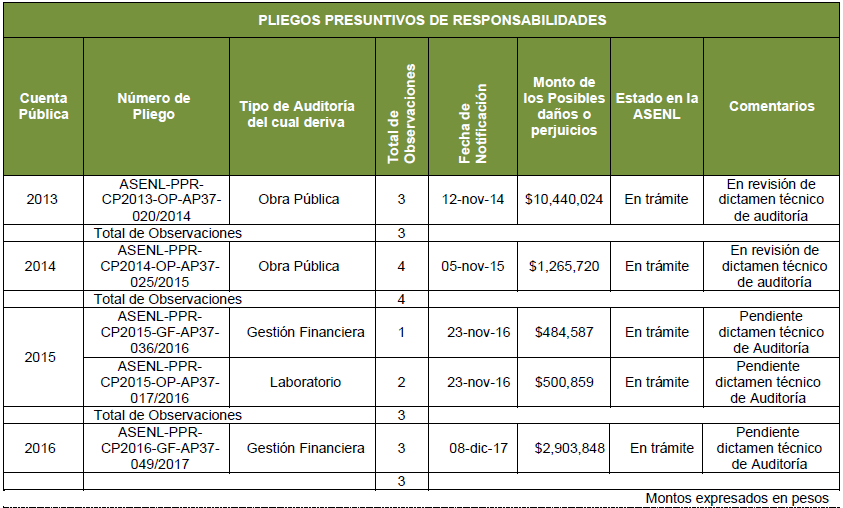 PLIEGOS PRESUNTIVOS DE RESPONSABILIDADES
Cuenta
Pública
Número de
Pliego
Tipo de Auditoría
del cual deriva
Total de
Observaciones
Fecha de
Notificación
Monto de
los Posibles
daños o
perjuicios
Estado en la
ASENL
Comentarios
2013
ASENL-PPR-
CP2013-OP-AP37-
020/2014
Obra Pública
3
12-nov-14
$10,440,024
En trámite
En revisión de
dictamen técnico
de auditoría
Total de Observaciones
3
2014
ASENL-PPR-
CP2014-OP-AP37-
025/2015
Obra Pública
4
05-nov-15
$1,265,720
En trámite
En revisión de
dictamen técnico
de auditoría
Total de Observaciones
4
2015
ASENL-PPR-
CP2015-GF-AP37-
036/2016
Gestión Financiera
1
23-nov-16
$484,587
En trámite
Pendiente
dictamen técnico
de Auditoría
ASENL-PPR-
CP2015-OP-AP37-
017/2016
Laboratorio
2
23-nov-16
$500,859
En trámite
Pendiente
dictamen técnico
de Auditoría
Total de Observaciones
3
2016
ASENL-PPR-
CP2016-GF-AP37-
049/2017
Gestión Financiera
3
08-dic-17
$2,903,848
En trámite
Pendiente
dictamen técnico
de Auditoría
3
Montos expresados en pesos